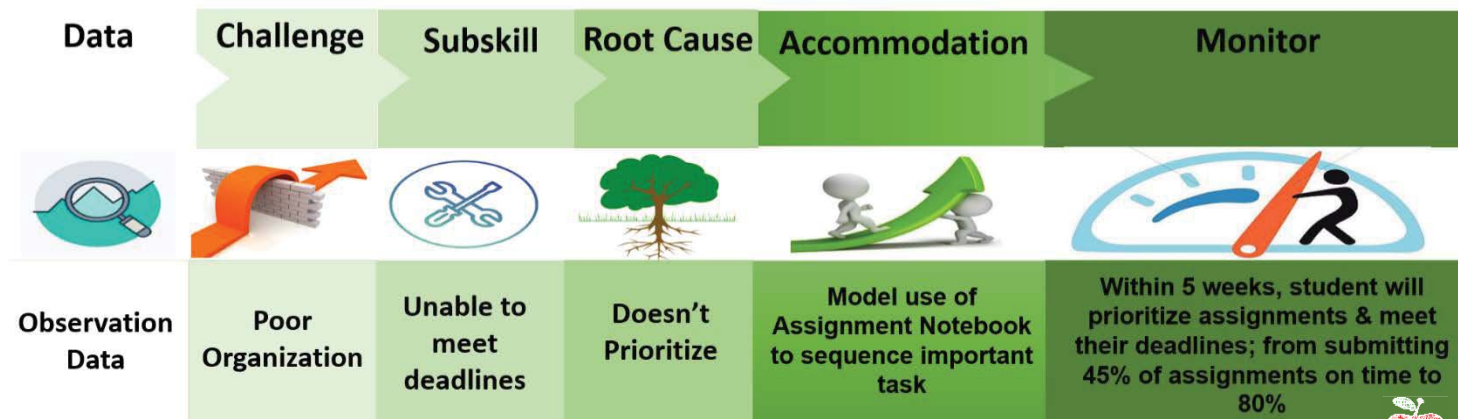 Data
Challenge
Subskill
Root Cause
Accommodation
Monitor
Observation
Data
Poor
Organization
Unable to
meet
deadlines
Doesn't
Prioritize
Model use of
Assignment Notebook
to sequence important
task
Within 5 weeks, student will
prioritize assignments & meet
their deadlines; from submitting
45% of assignments on time to
80%